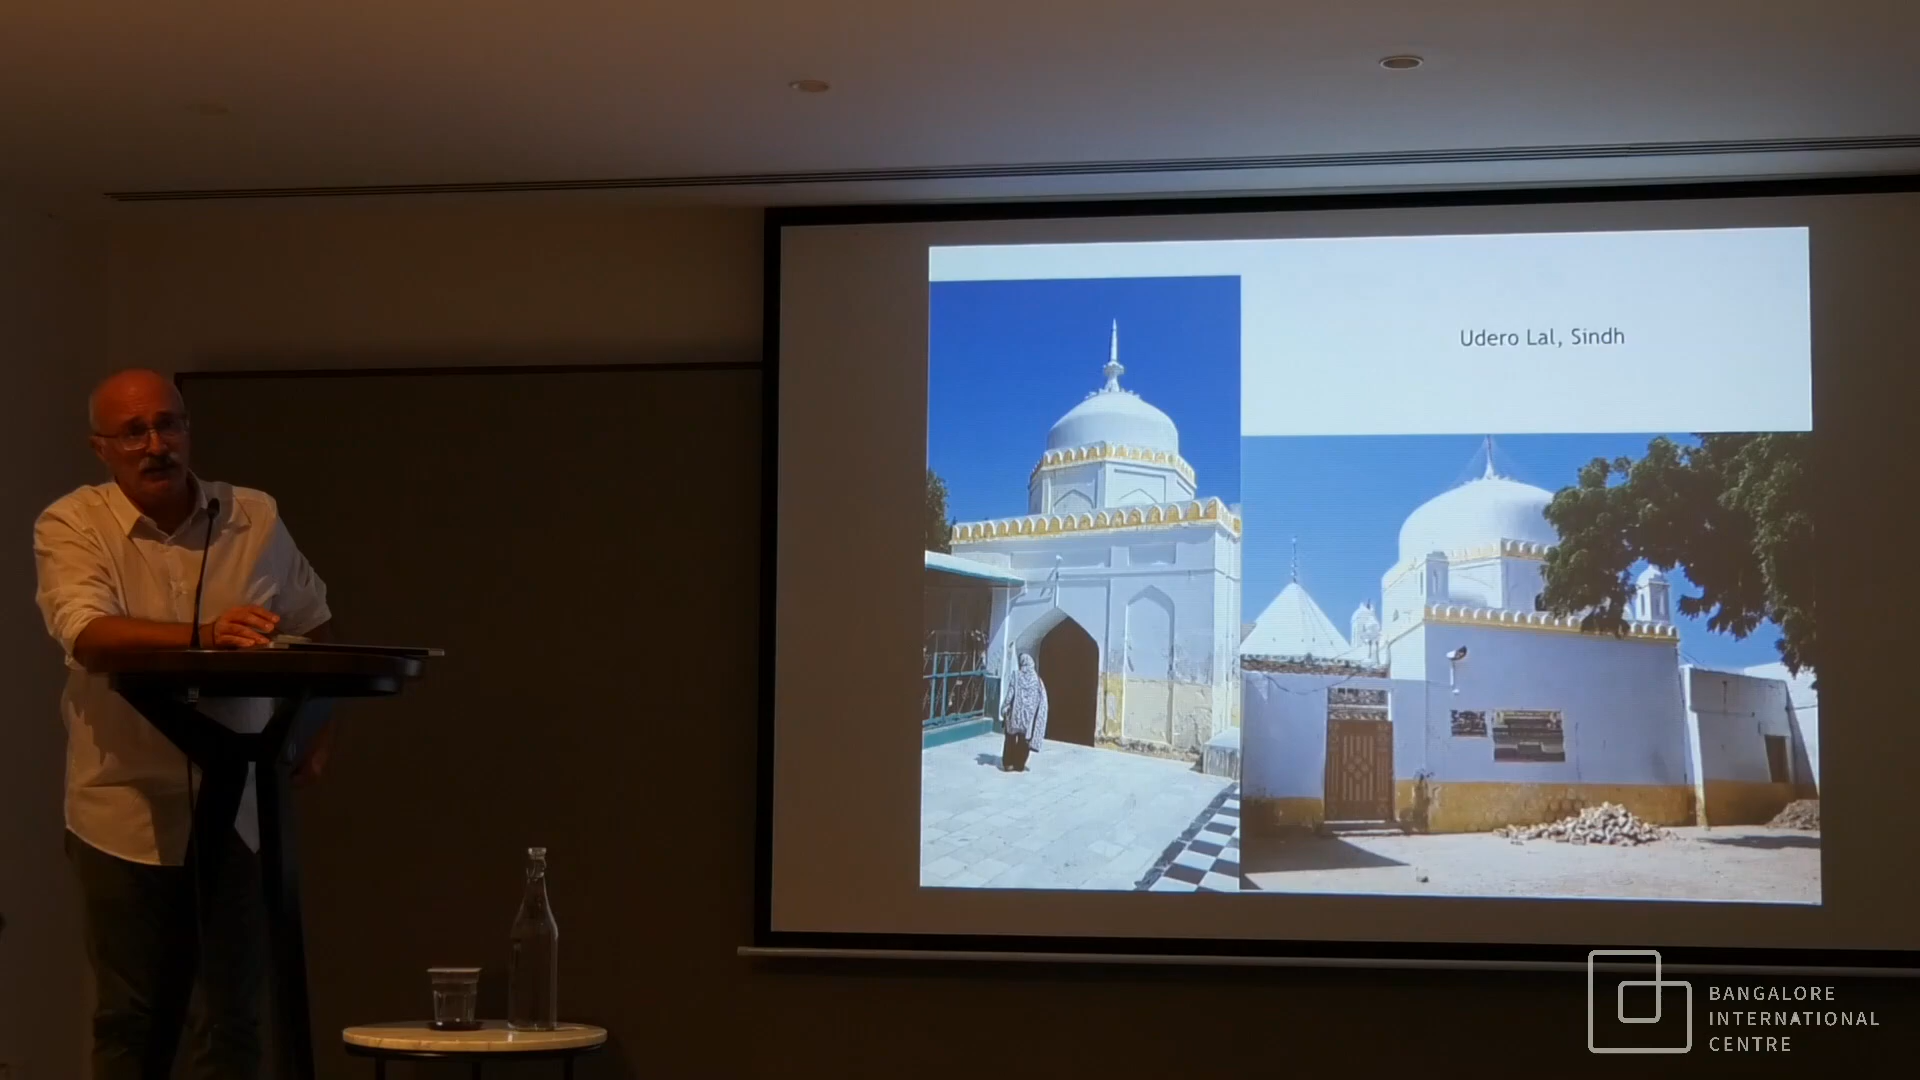 Udero Lal, Sindh
BANGALORE
INTERNATIONAL
CENTRE